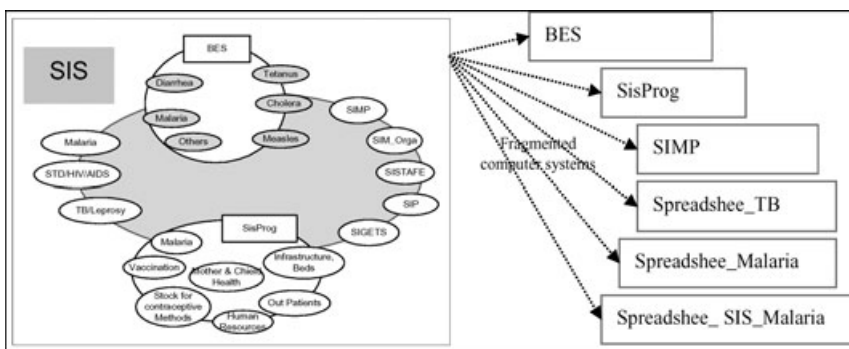 SIS
BES
Diarrhea
Tetanus
Malaria
Cholera
Others
Measles
SIMP
SIM_Orga
SISTAFE
SIP
SIGETS
Malaria
STD/HIV/AIDS
TB/Leprosy
SisProg
Malaria
Vaccination
Mother & Chield
Health
Infrastructure,
Beds
Stock for
contraceptive
Methods
Out Patients
Human
Resources
Fragmented
computer systems
BES
SisProg
SIMP
Spreadshee_TB
Spreadshee_Malaria
Spreadshee_ SIS_Malaria